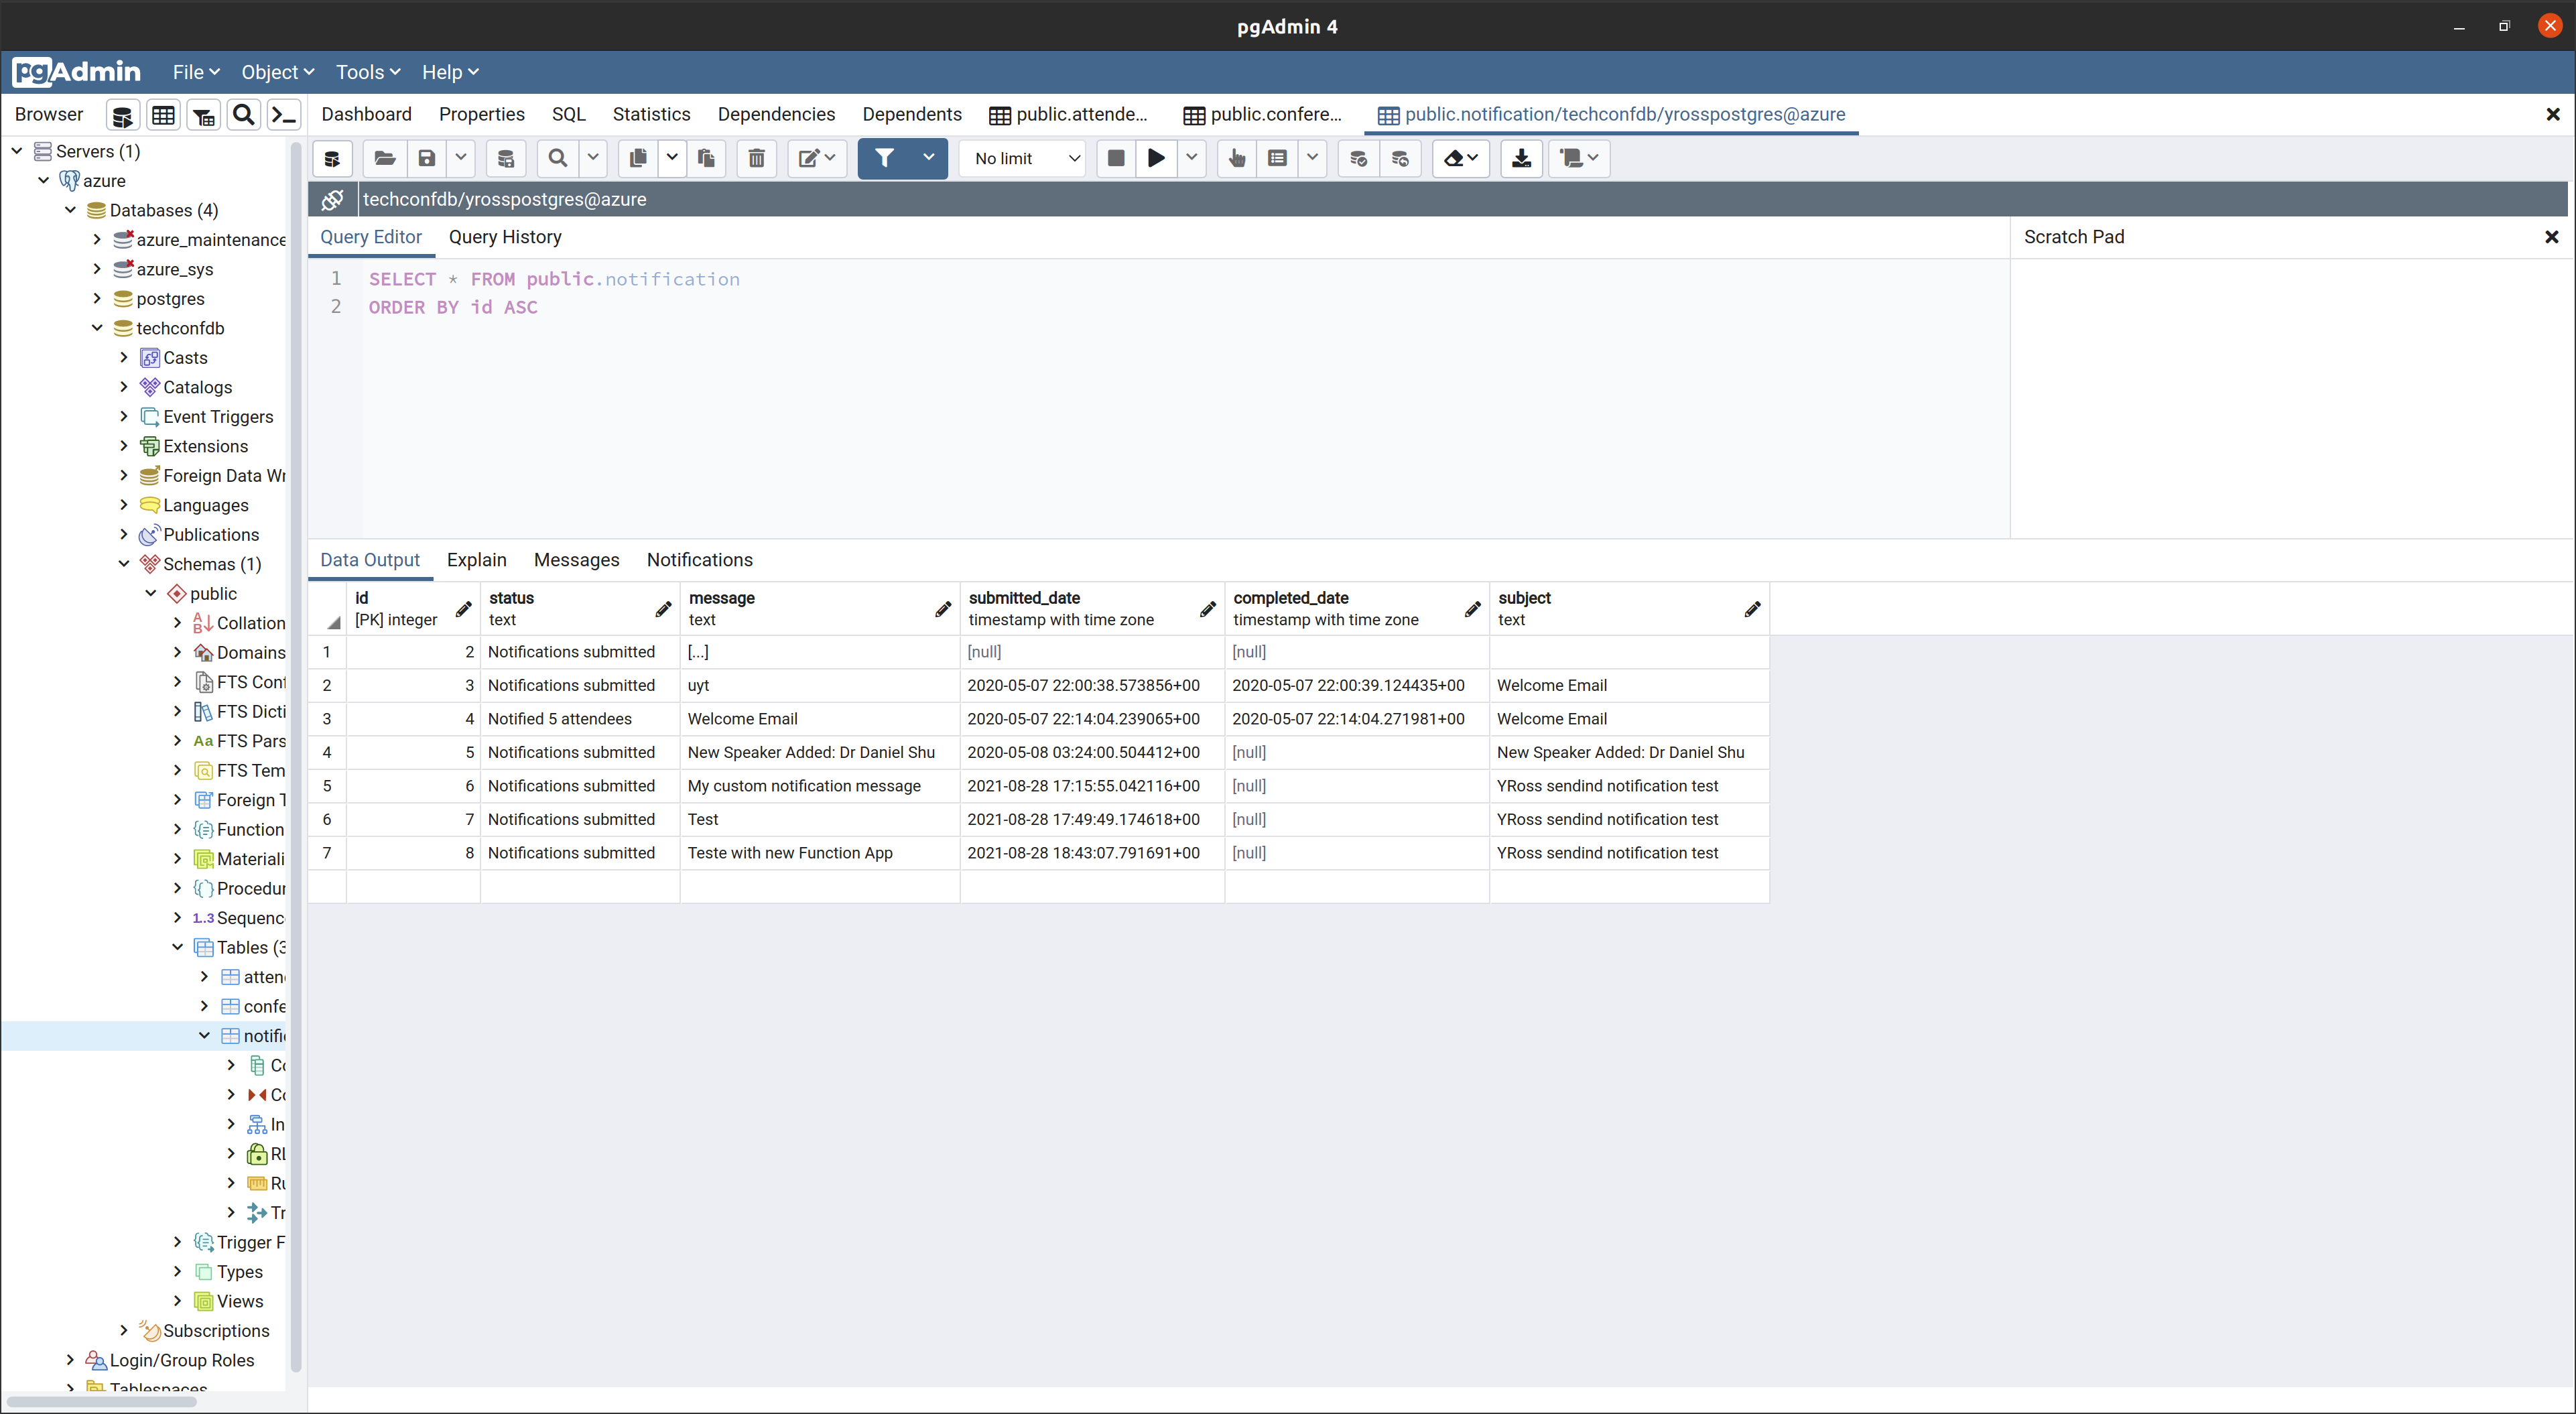 pgAdmin 4
pgAdmin File Object Tools Help
Browser
Dashboard Properties SQL Statistics Dependencies Dependents public.attende... public.confere... public.notification/techconfdb/yrosspostgres@azure
No limit
techconfdb/yrosspostgres@azure
Query Editor Query History Scratch Pad
1 SELECT * FROM public.notification
2 ORDER BY id ASC
Data Output Explain Messages Notifications
id status message submitted_date completed_date subject
[PK] integer text text timestamp with time zone timestamp with time zone text
1 2 Notifications submitted [...] [null] [null]
2 3 Notifications submitted uyt 2020-05-07 22:00:38.573856+00 2020-05-07 22:00:39.124435+00 Welcome Email
3 4 Notified 5 attendees Welcome Email 2020-05-07 22:14:04.239065+00 2020-05-07 22:14:04.271981+00 Welcome Email
4 5 Notifications submitted New Speaker Added: Dr Daniel Shu 2020-05-08 03:24:00.504412+00 [null] New Speaker Added: Dr Daniel Shu
5 6 Notifications submitted My custom notification message 2021-08-28 17:15:55.042116+00 [null] YRoss sendind notification test
6 7 Notifications submitted Test 2021-08-28 17:49:49.174618+00 [null] YRoss sendind notification test
7 8 Notifications submitted Teste with new Function App 2021-08-28 18:43:07.791691+00 [null] YRoss sendind notification test
Servers (1)
azure
Databases (4)
azure_maintenance
azure_sys
postgres
techconfdb
Casts
Catalogs
Event Triggers
Extensions
Foreign Data Wr
Languages
Publications
Schemas (1)
public
Collation
Domains
FTS Conf
FTS Dicti
Aa FTS Pars
FTS Tem
Foreign T
Function
Materiali
Procedur
1..3 Sequenc
Tables (3
atten
confe
notifi
Co
Co
In
RL
Ru
Tr
Trigger F
Types
Views
Subscriptions
Login/Group Roles
Tablespaces